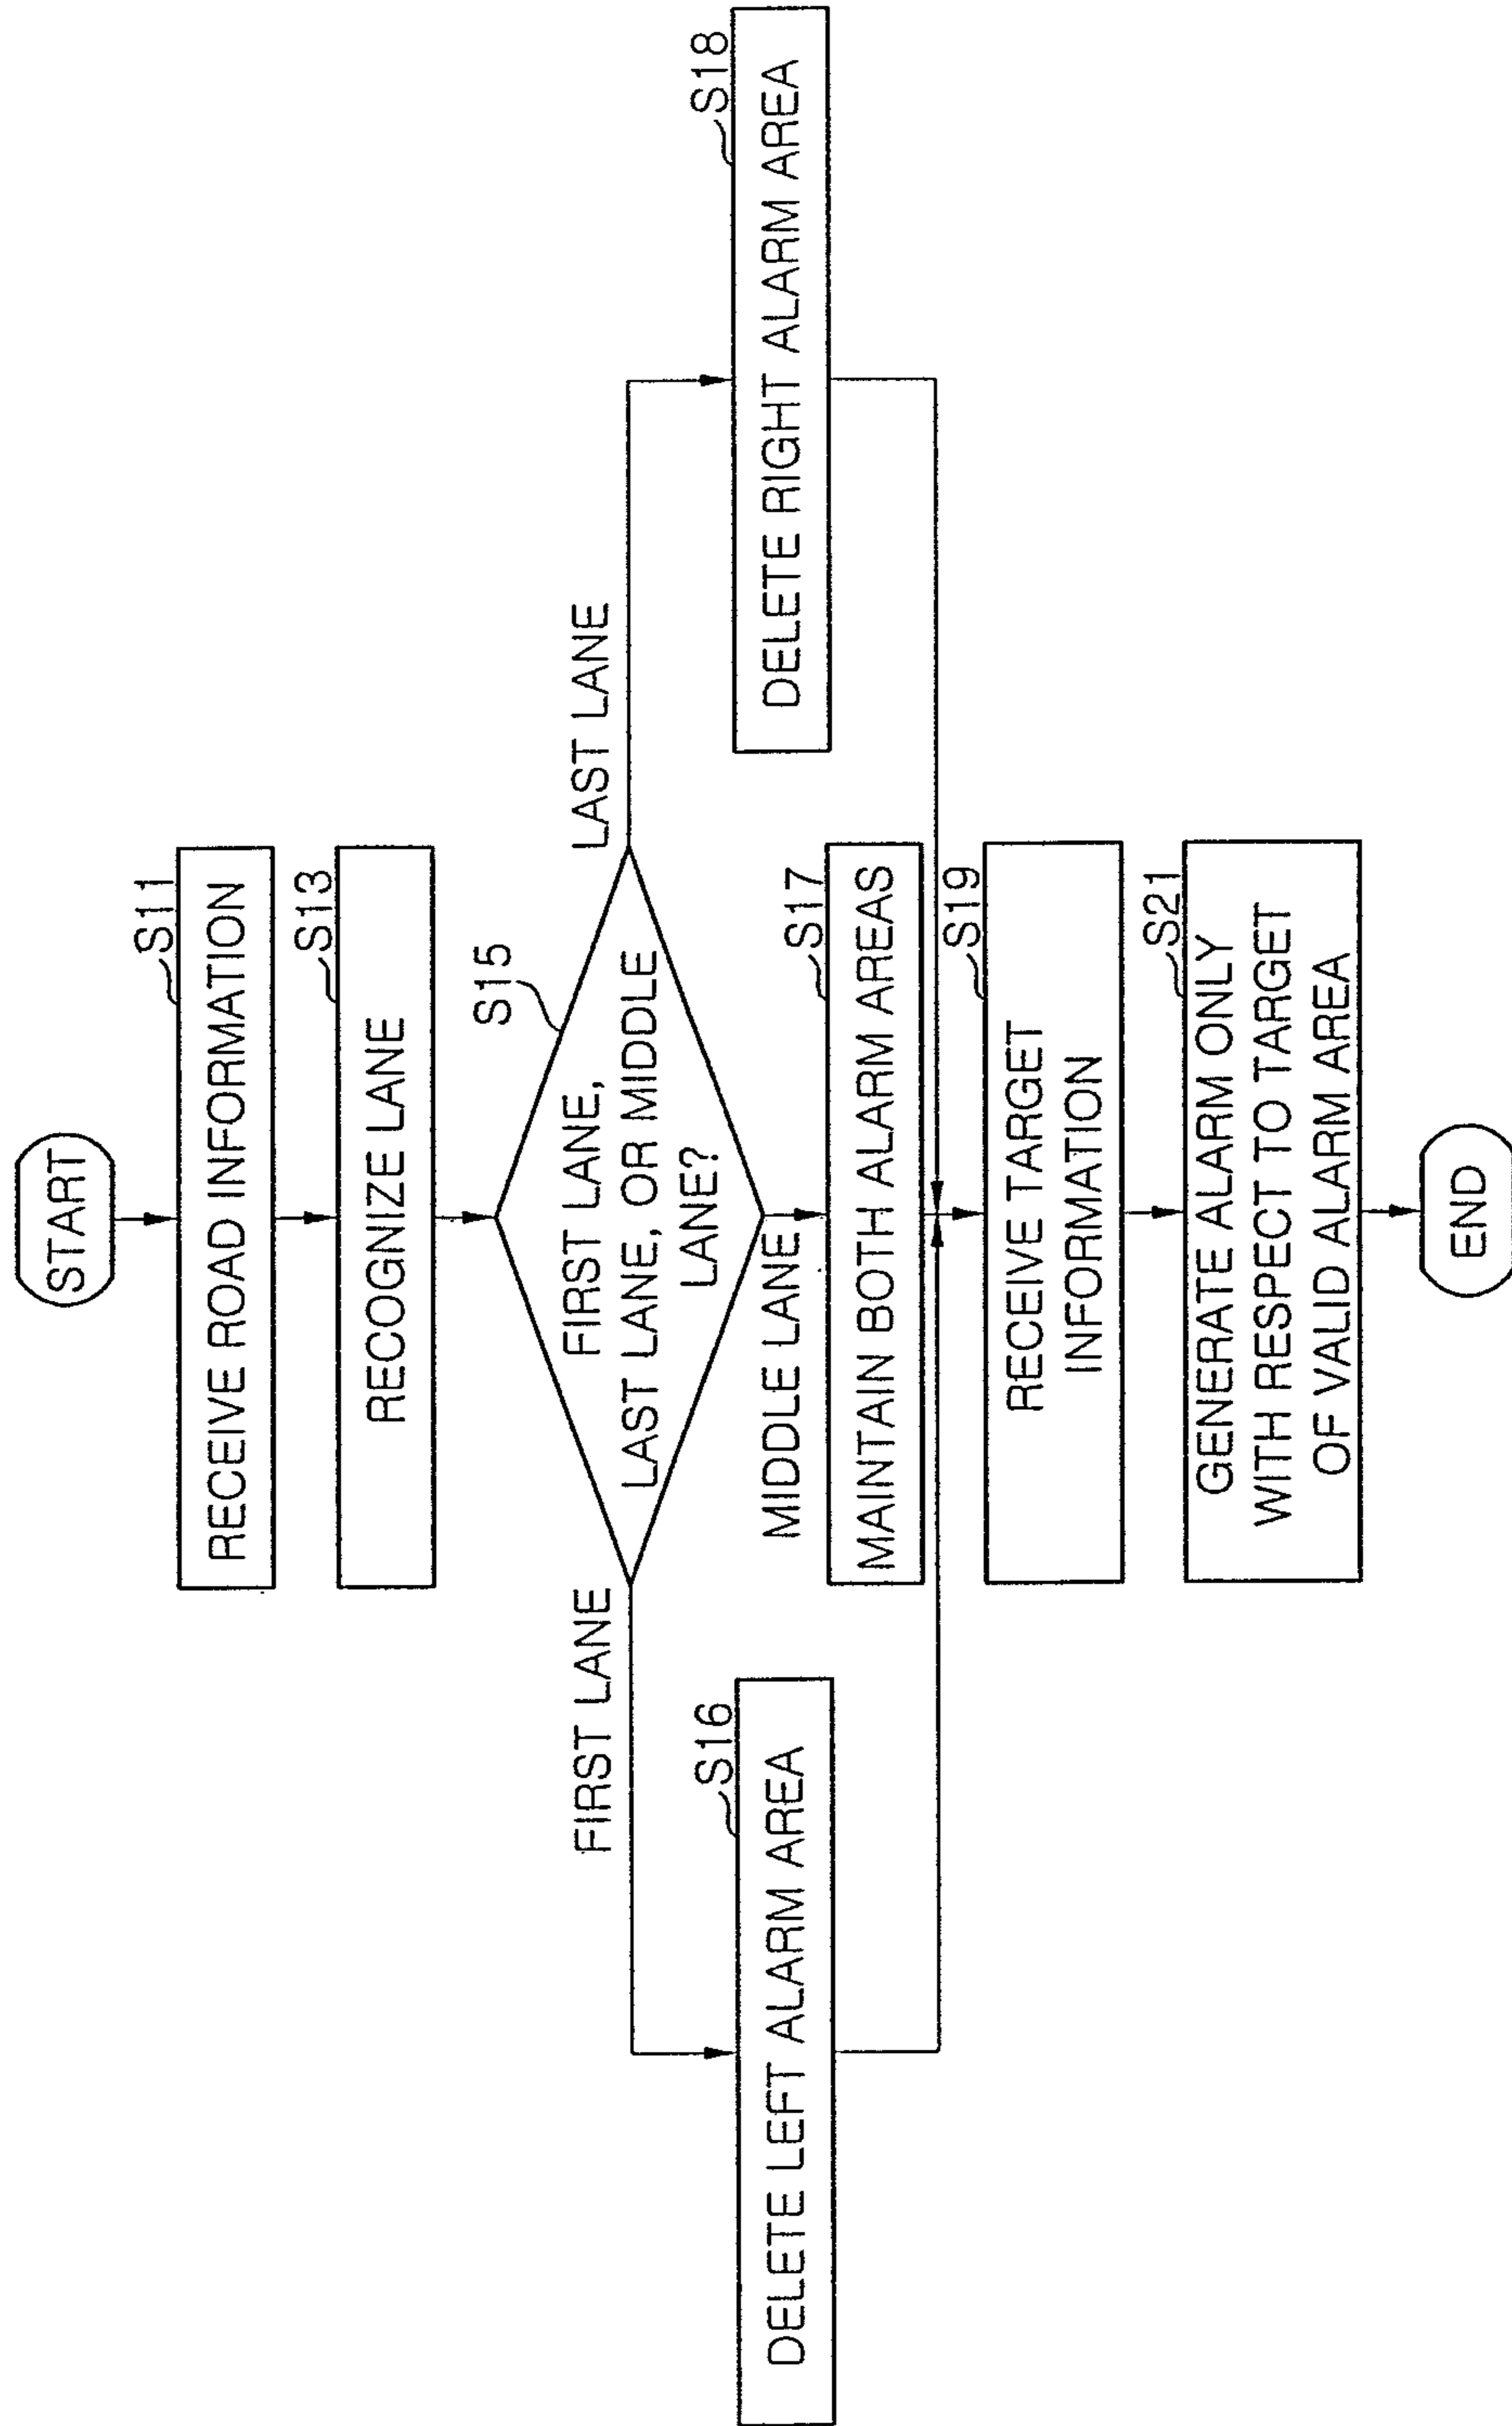 START
S11
RECEIVE ROAD INFORMATION
S13
RECOGNIZE LANE
S15
FIRST LANE,
LAST LANE, OR MIDDLE
LANE?
FIRST LANE
LAST LANE
MIDDLE LANE
S16
DELETE LEFT ALARM AREA
S17
MAINTAIN BOTH ALARM AREAS
S18
DELETE RIGHT ALARM AREA
S19
RECEIVE TARGET
INFORMATION
S21
GENERATE ALARM ONLY
WITH RESPECT TO TARGET
OF VALID ALARM AREA
END